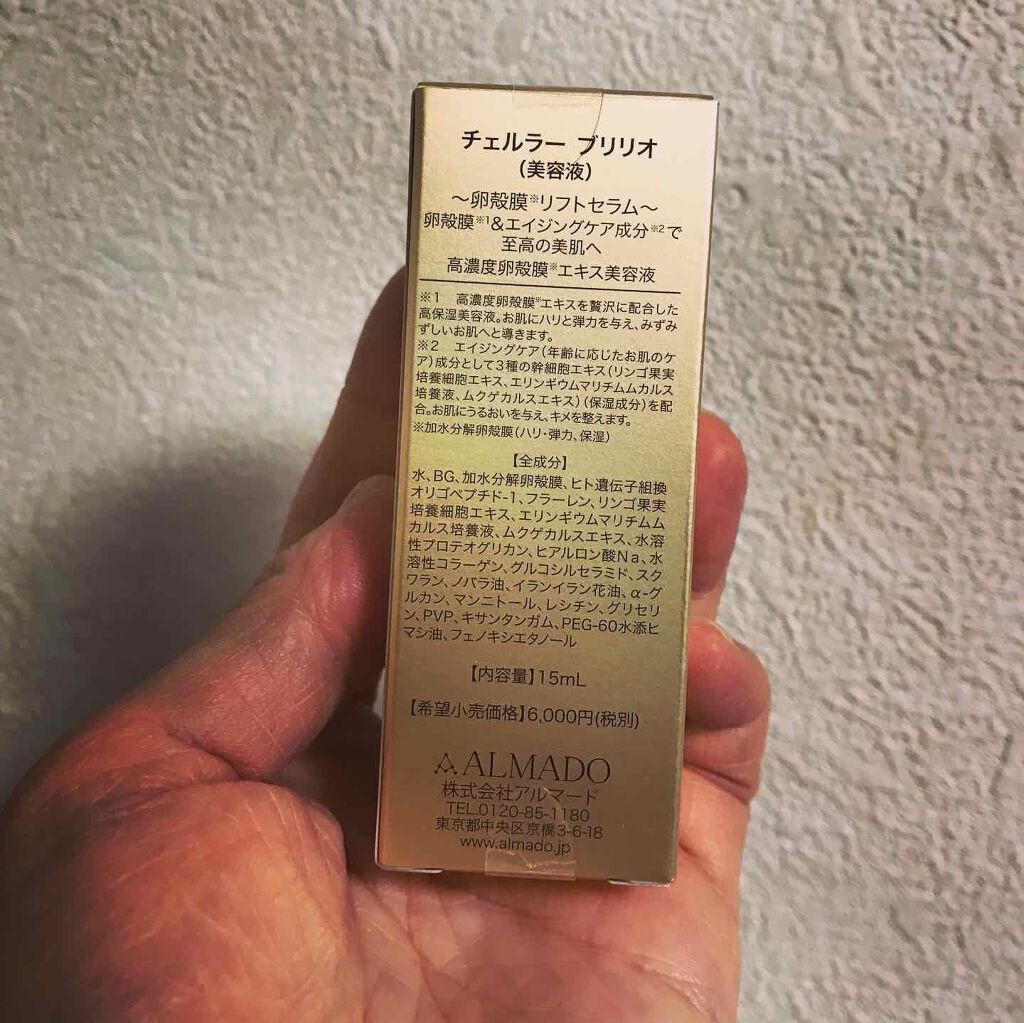 チェルラー ブリリオ
（美容液）
～卵殻膜※リフトセラム～
卵殻膜※1＆エイジングケア成分※2で
至高の美肌へ
高濃度卵殻膜※エキス美容液
※1　高濃度卵殻膜※エキスを贅沢に配合した
高保湿美容液。お肌にハリと弾力を与え、みずみ
ずしいお肌へと導きます。
※2　エイジングケア（年齢に応じたお肌のケ
ア）成分として3種の幹細胞エキス（リンゴ果実
培養細胞エキス、エリンギウムマリチムムカルス
培養液、ムクゲカルスエキス）（保湿成分）を配
合。お肌にうるおいを与え、キメを整えます。
※加水分解卵殻膜（ハリ・弾力、保湿）
【全成分】
水、BG、加水分解卵殻膜、ヒト遺伝子組換
オリゴペプチド-1、フラーレン、リンゴ果実
培養細胞エキス、エリンギウムマリチムム
カルス培養液、ムクゲカルスエキス、水溶
性プロテオグリカン、ヒアルロン酸Na、水
溶性コラーゲン、グルコシルセラミド、スク
ワラン、ノバラ油、イランイラン花油、α-グ
ルカン、マンニトール、レシチン、グリセリ
ン、PVP、キサンタンガム、PEG-60水添ヒ
マシ油、フェノキシエタノール
【内容量】15mL
【希望小売価格】6,000円(税別)
ALMADO
株式会社アルマード
TEL.0120-85-1180
東京都中央区京橋3-6-18
www.almado.jp